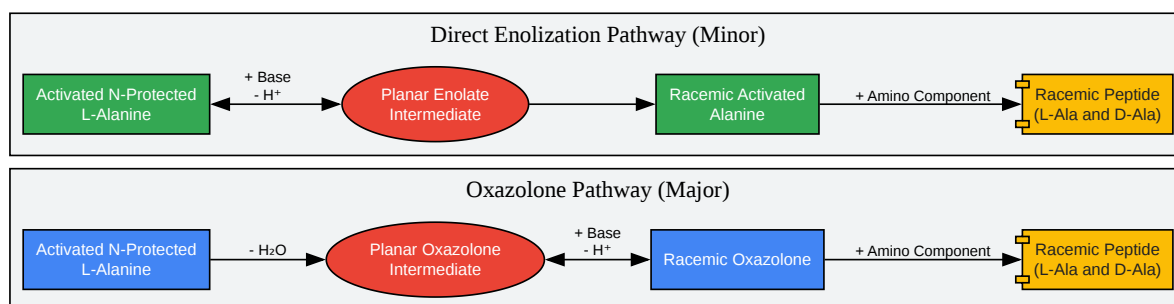 Direct Enolization Pathway (Minor)
Activated N-Protected
L-Alanine
+ Base
- H⁺
Planar Enolate
Intermediate
Racemic Activated
Alanine
+ Amino Component
Racemic Peptide
(L-Ala and D-Ala)
Oxazolone Pathway (Major)
Activated N-Protected
L-Alanine
- H₂O
Planar Oxazolone
Intermediate
+ Base
- H⁺
Racemic Oxazolone
+ Amino Component
Racemic Peptide
(L-Ala and D-Ala)